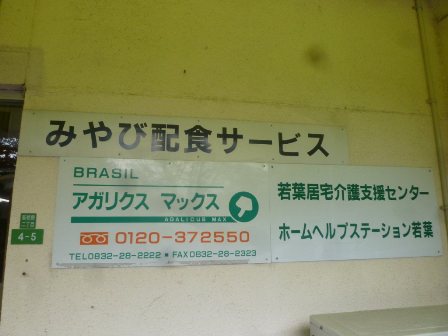 みやび配食サービス
BRASIL
アガリクス マックス
AGALICUS MAX
0120-372550
TEL0832-28-2222 ■ FAX0832-28-2323
若葉居宅介護支援センター
ホームヘルプステーション若葉
二丁目
4-5